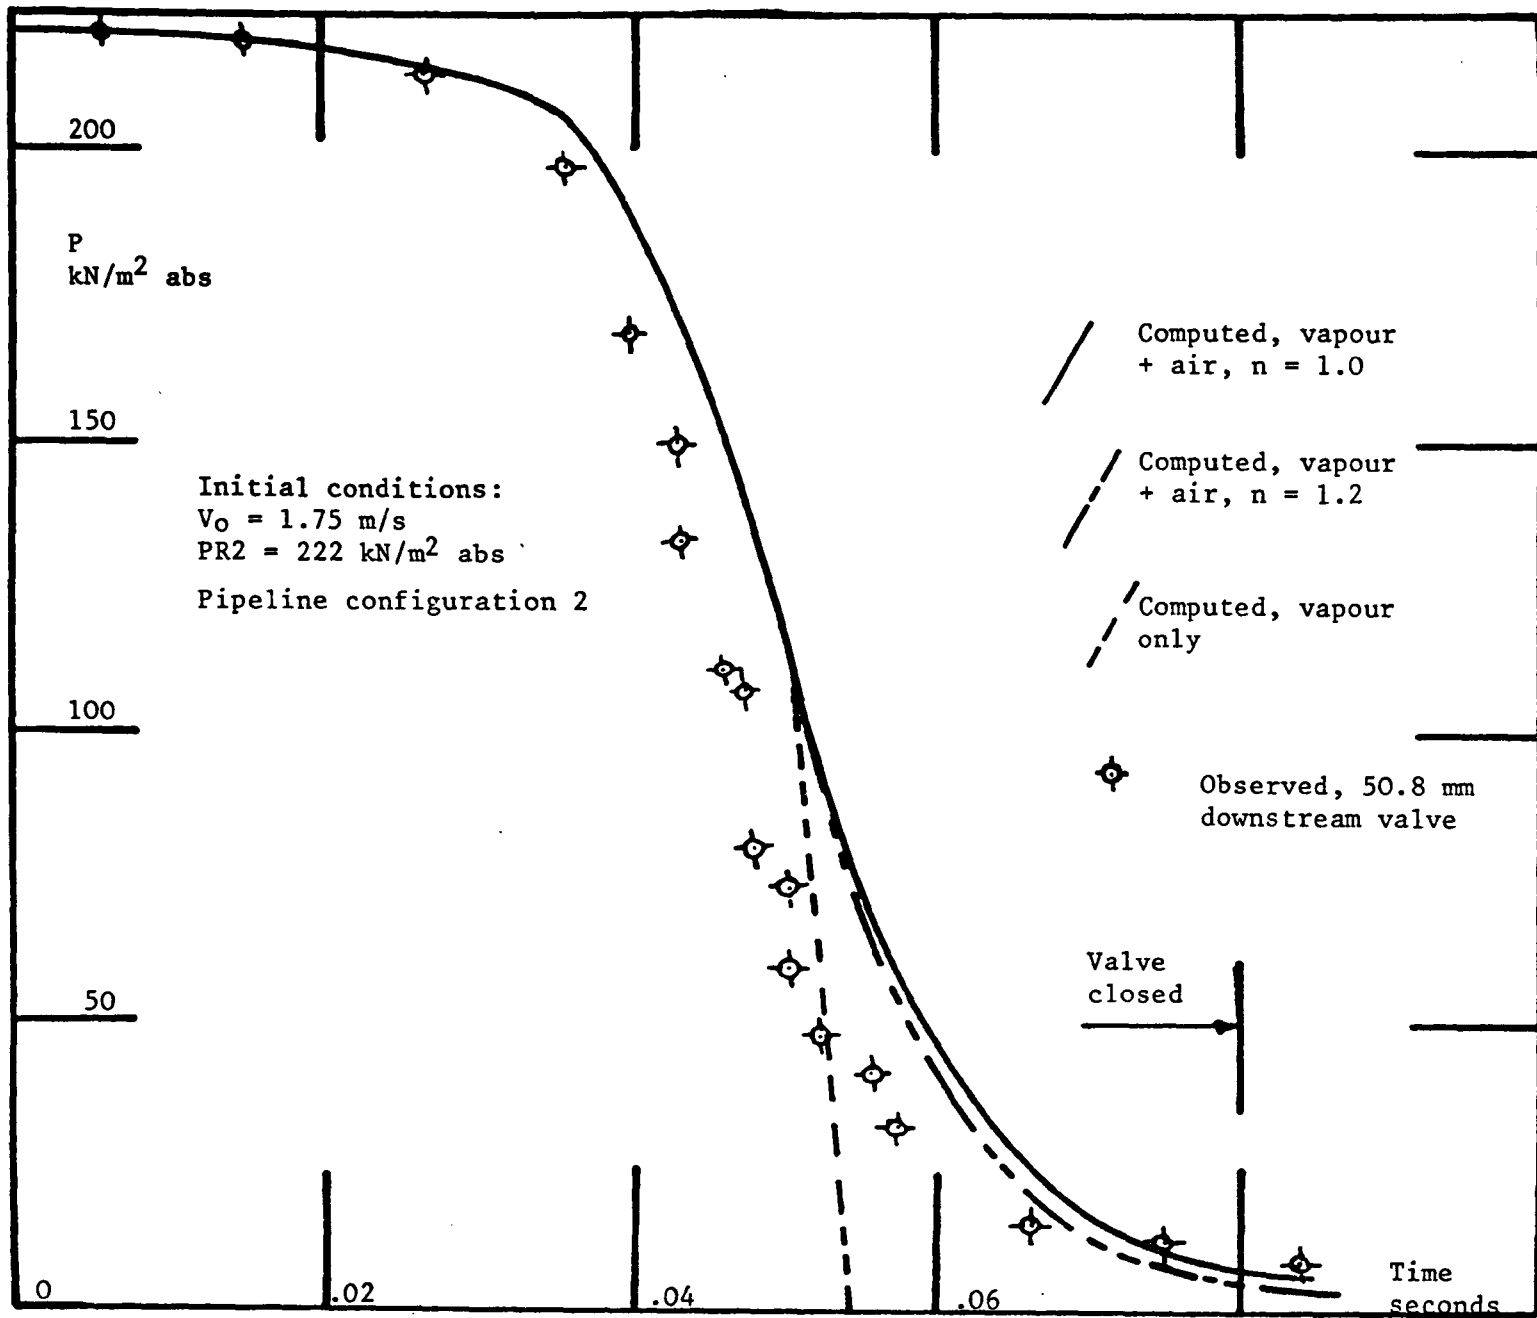 200
P
kN/m² abs
150
Initial conditions:
Vo = 1.75 m/s
PR2 = 222 kN/m² abs
Pipeline configuration 2
100
50
0
.02
.04
.06
Computed, vapour
+ air, n = 1.0
Computed, vapour
+ air, n = 1.2
Computed, vapour
only
Observed, 50.8 mm
downstream valve
Valve
closed
Time
seconds